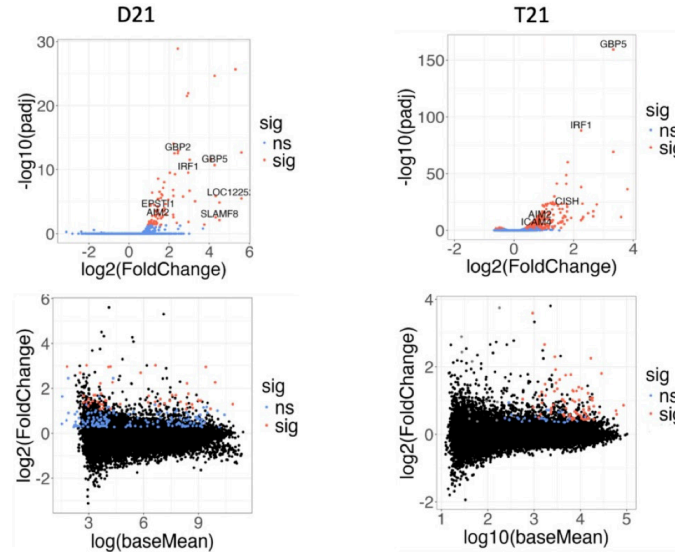 D21
T21
30
20
10
0
-log10(padj)
GBP2
IRF1
GBP5
EPSTI1
AIM2
SLAMF8
-2
0
2
4
6
log2(FoldChange)
sig
ns
sig
150
100
50
0
-log10(padj)
GBP5
IRF1
CISH
AIM2
-2
0
2
4
log2(FoldChange)
sig
ns
sig
6
4
2
0
-2
log2(FoldChange)
3
6
9
log(baseMean)
sig
ns
sig
4
2
0
-2
log2(FoldChange)
1
2
3
4
5
log10(baseMean)
sig
ns
sig